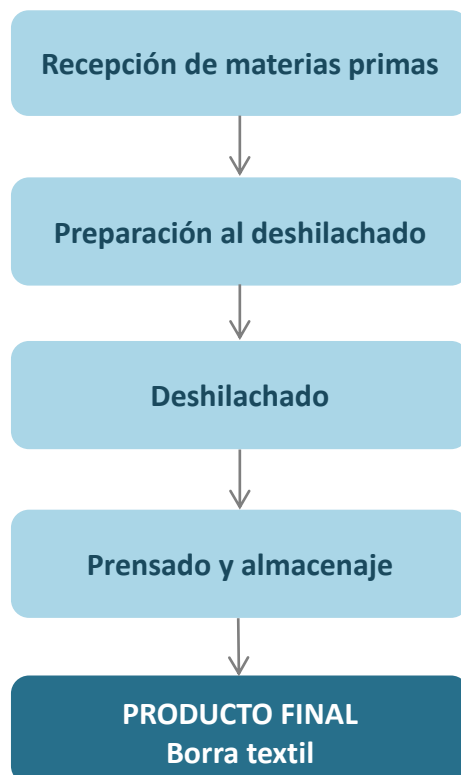 Recepción de materias primas
Preparación al deshilachado
Deshilachado
Prensado y almacenaje
PRODUCTO FINAL
Borra textil